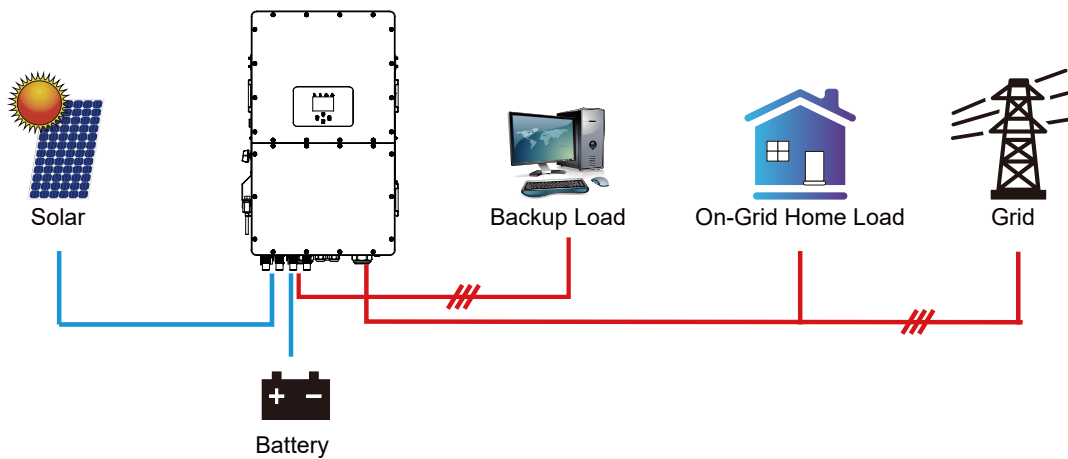 Solar
Backup Load
On-Grid Home Load
Grid
+ −
Battery